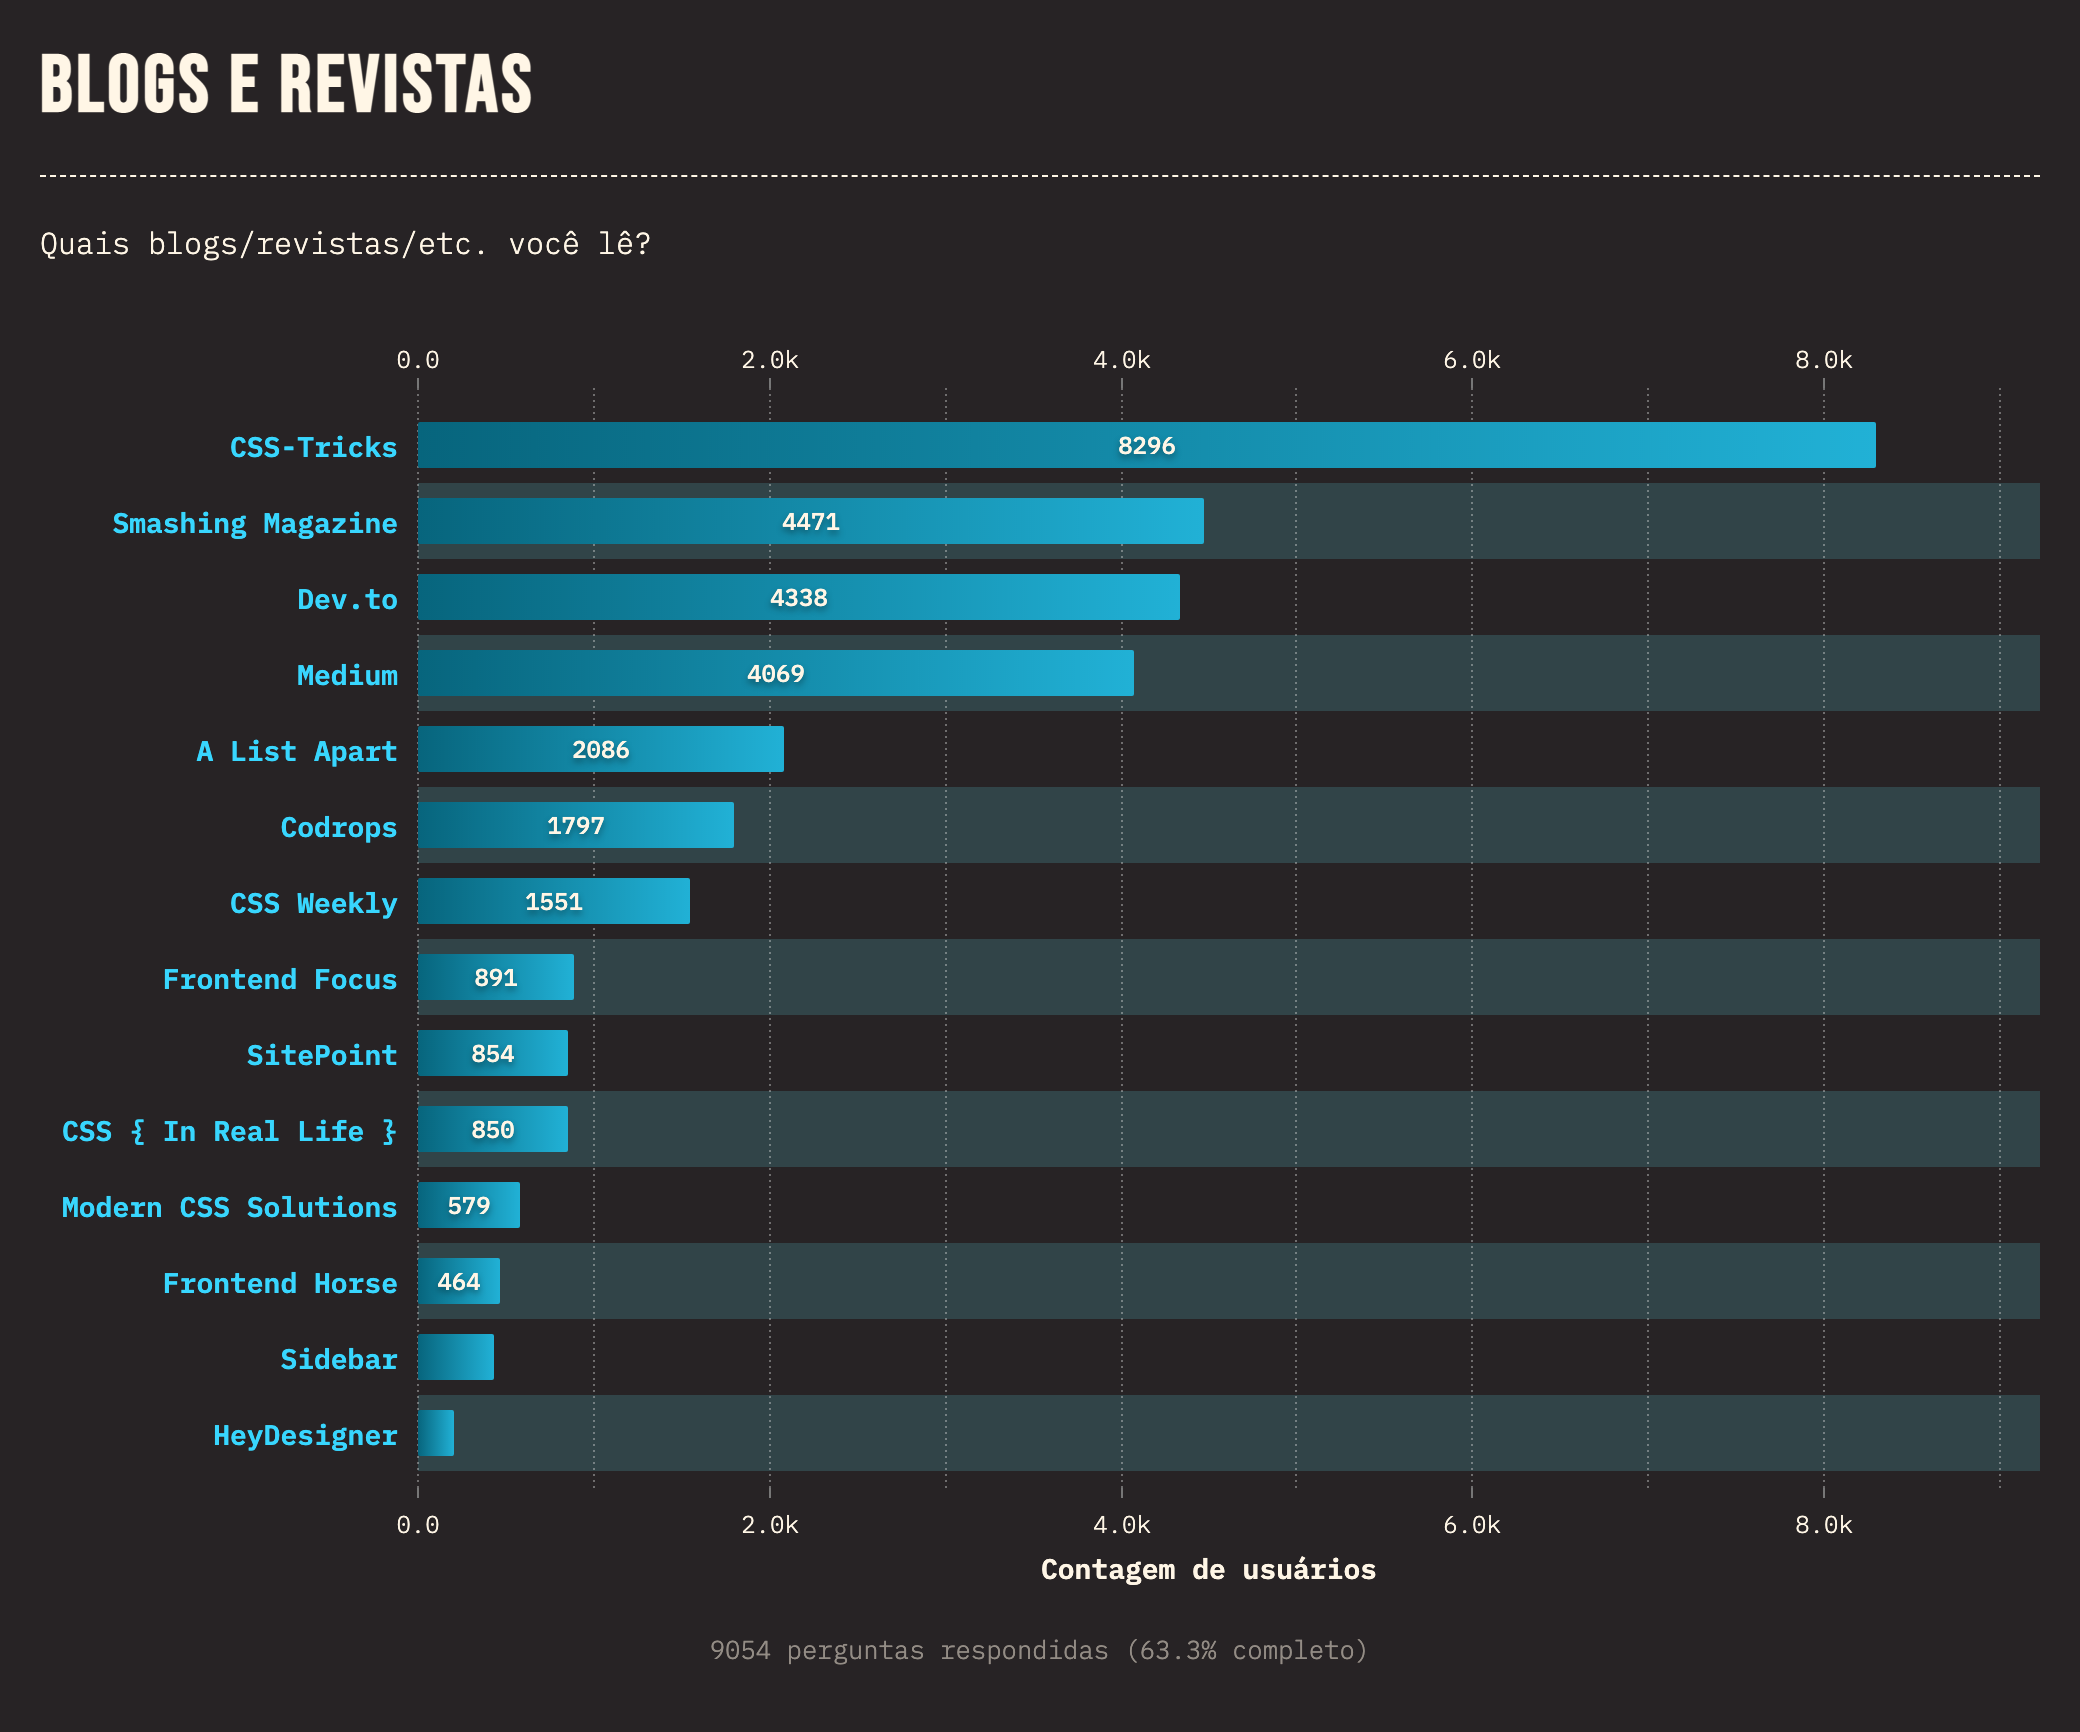 BLOGS E REVISTAS
Quais blogs/revistas/etc. você lê?
0.0 2.0k 4.0k 6.0k 8.0k
CSS-Tricks 8296
Smashing Magazine 4471
Dev.to 4338
Medium 4069
A List Apart 2086
Codrops 1797
CSS Weekly 1551
Frontend Focus 891
SitePoint 854
CSS { In Real Life } 850
Modern CSS Solutions 579
Frontend Horse 464
Sidebar
HeyDesigner
0.0 2.0k 4.0k 6.0k 8.0k
Contagem de usuários
9054 perguntas respondidas (63.3% completo)